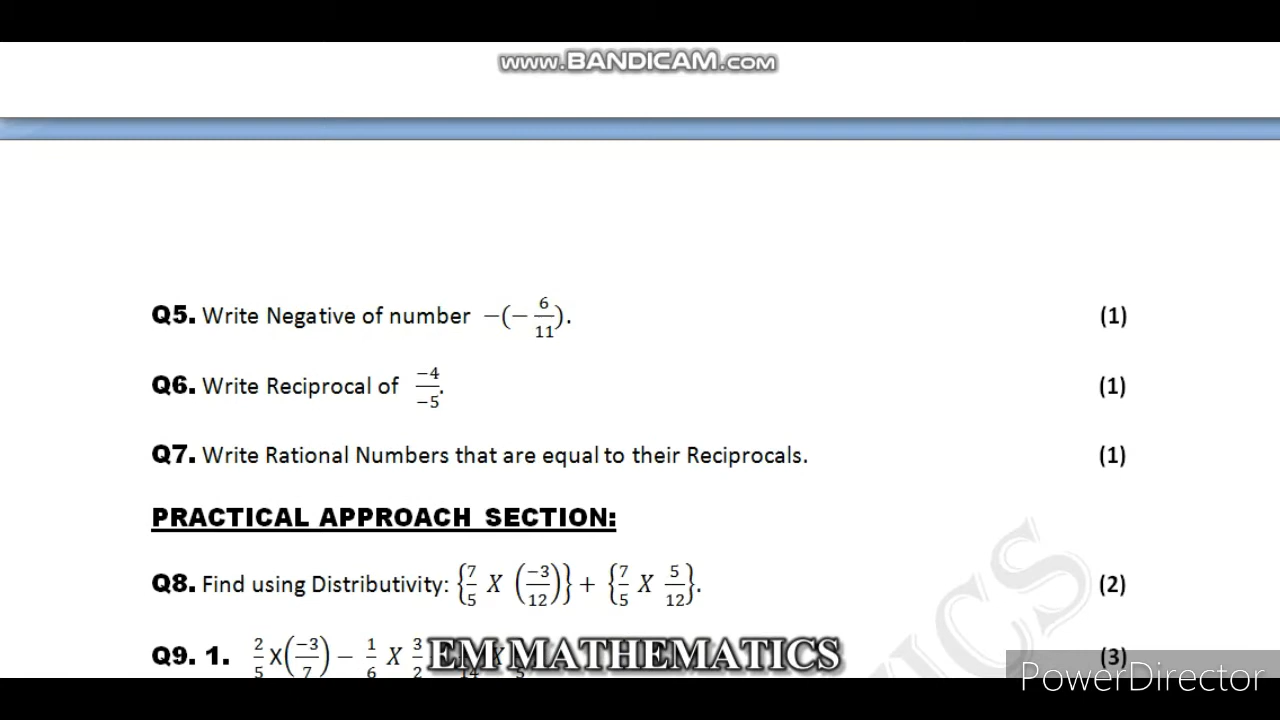 www.BANDICAM.com
Q5. Write Negative of number −(− 6/11). (1)
Q6. Write Reciprocal of −4/−5. (1)
Q7. Write Rational Numbers that are equal to their Reciprocals. (1)
PRACTICAL APPROACH SECTION:
Q8. Find using Distributivity: {7/5 X (−3/12)} + {7/5 X 5/12}. (2)
Q9. 1. 2/5 X(−3/7) − 1/6 X 3/2 (3)
EM MATHEMATICS
PowerDirector